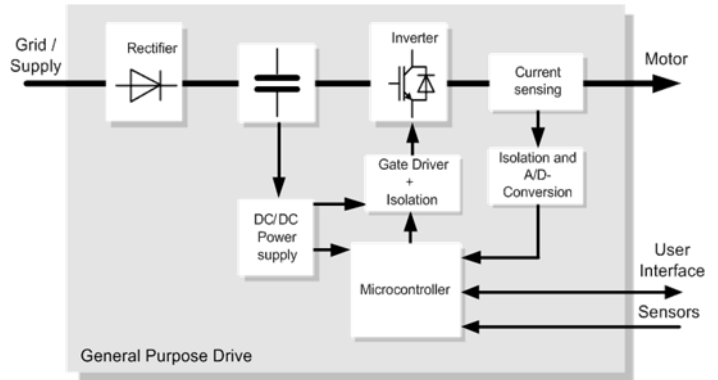 Grid /
Supply
Rectifier
Inverter
Current
sensing
Motor
Gate Driver
+
Isolation
Isolation and
A/D-
Conversion
DC/DC
Power
supply
Microcontroller
User
Interface
Sensors
General Purpose Drive